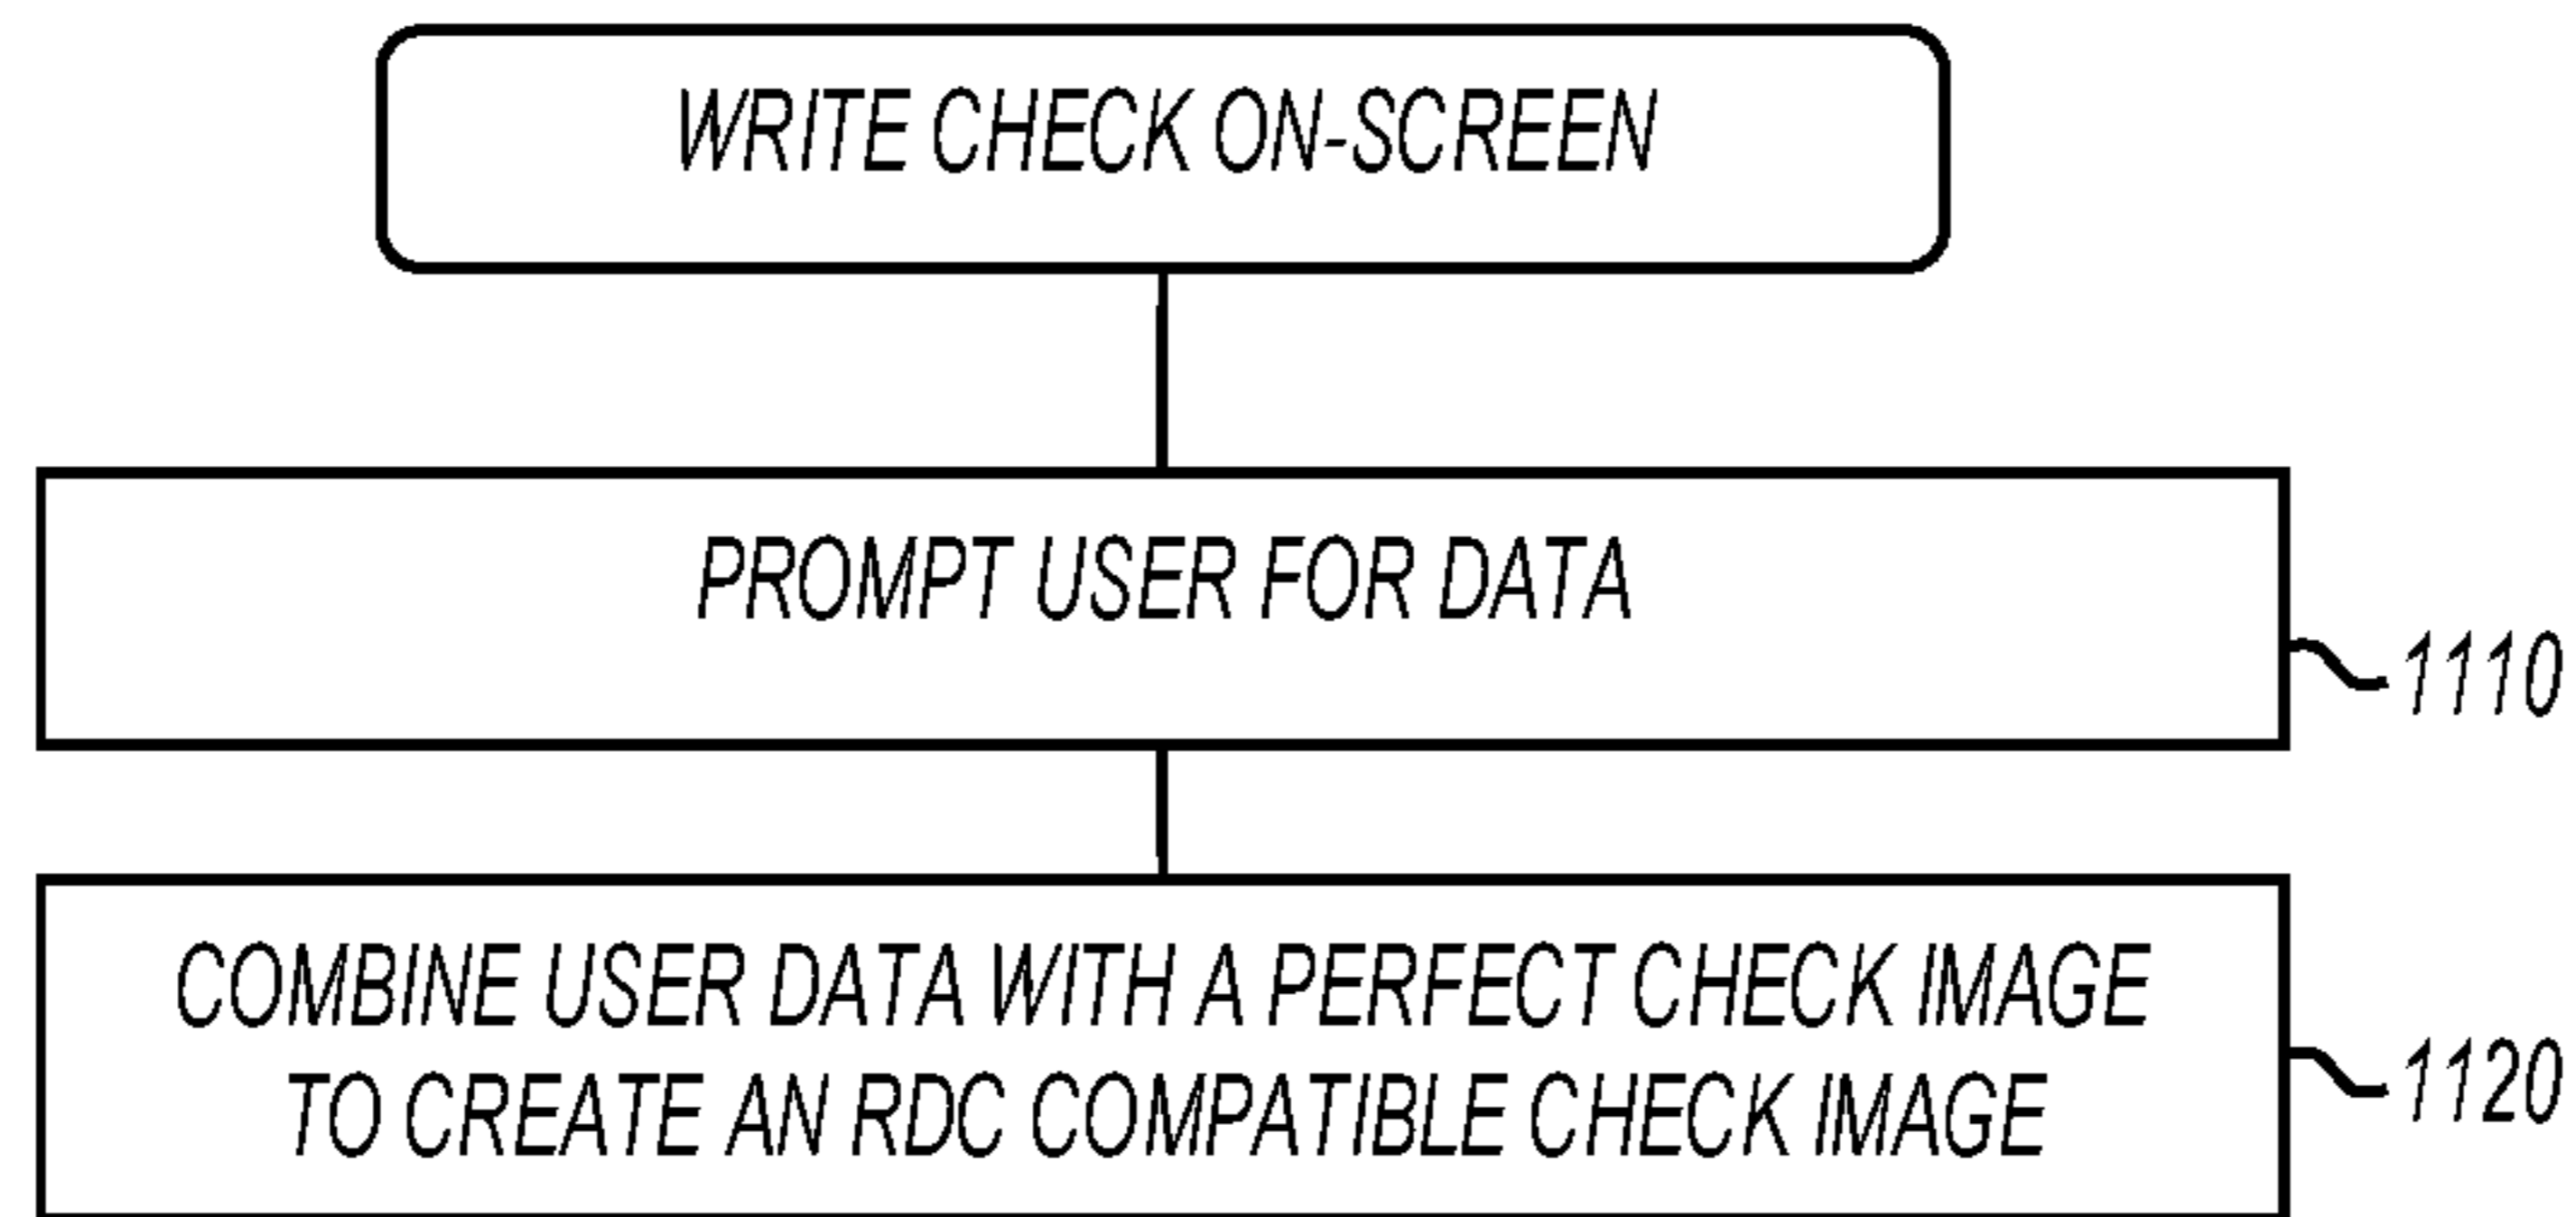 WRITE CHECK ON-SCREEN
PROMPT USER FOR DATA
1110
COMBINE USER DATA WITH A PERFECT CHECK IMAGE
TO CREATE AN RDC COMPATIBLE CHECK IMAGE
1120